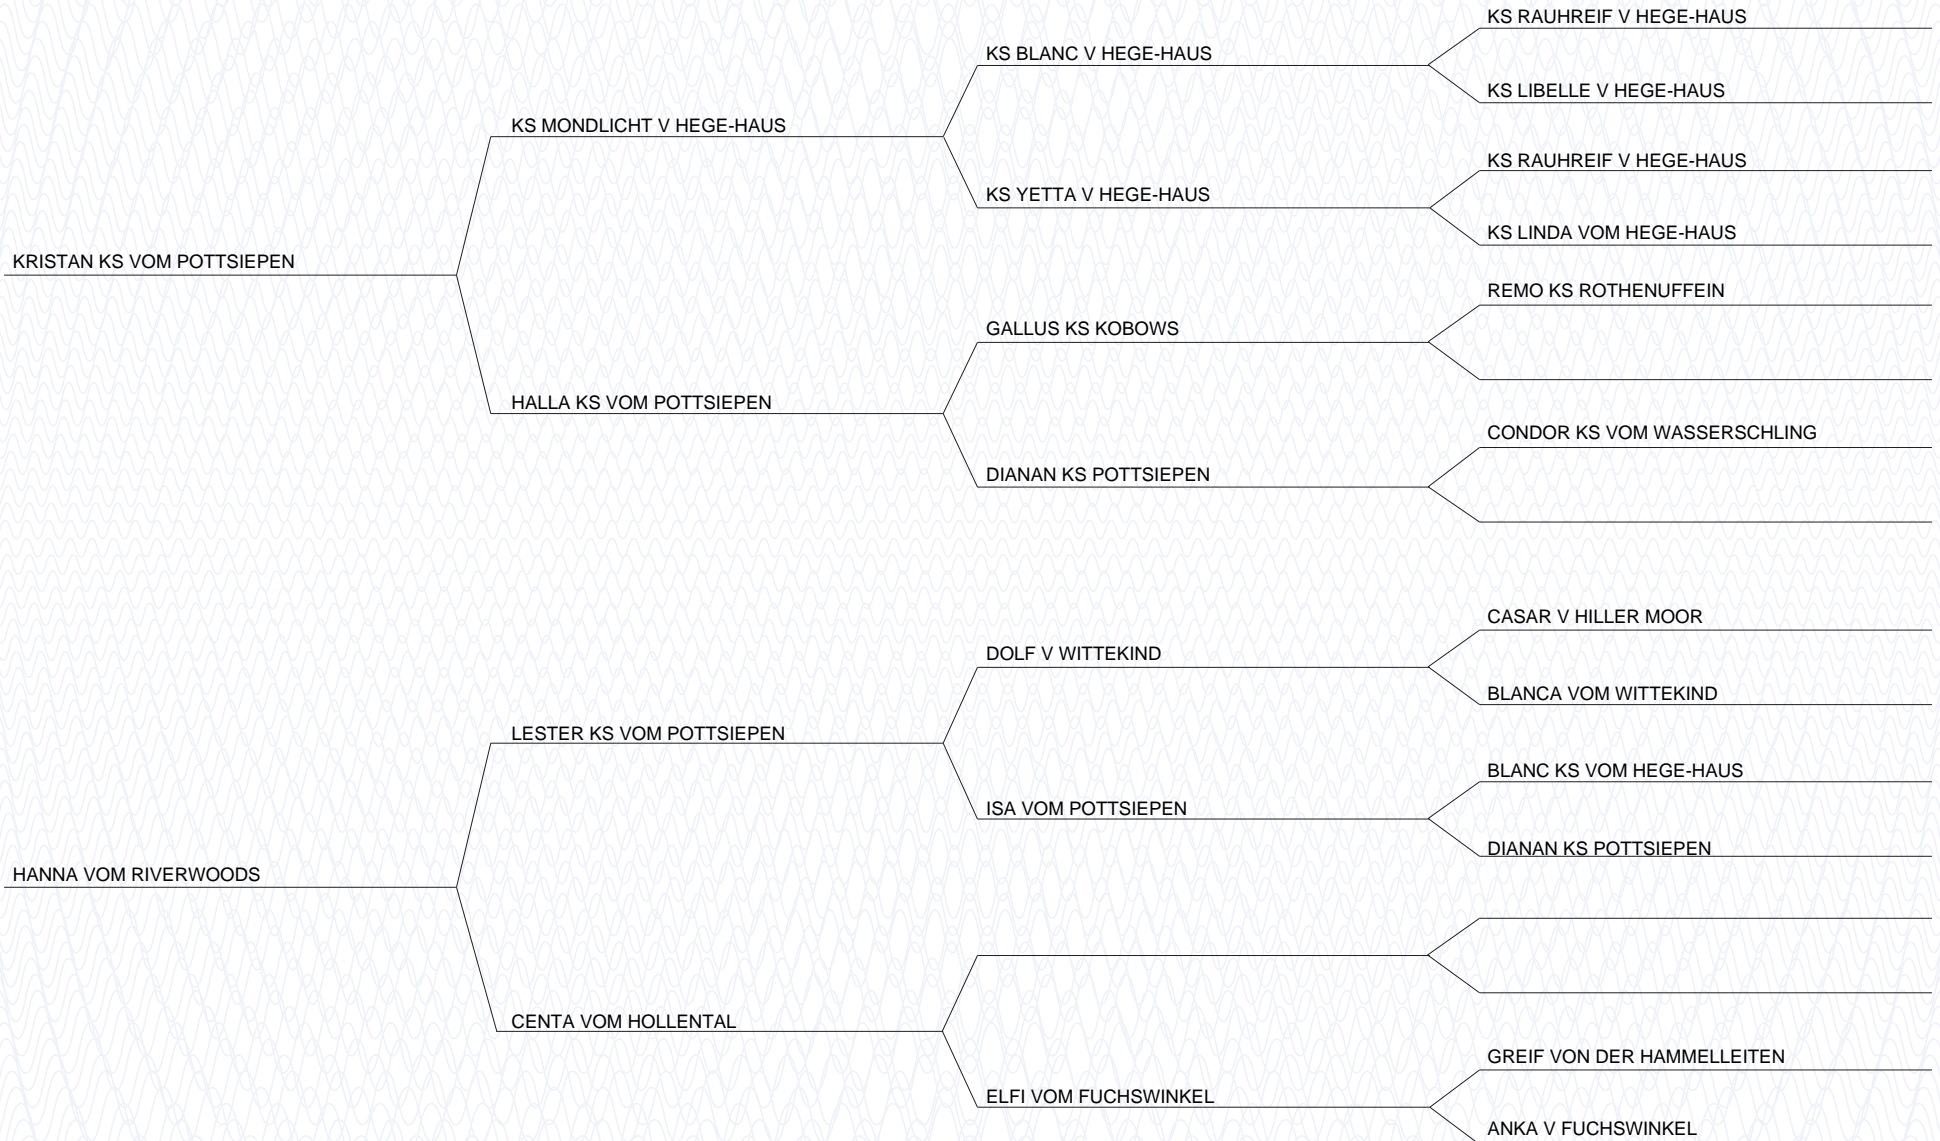 KS RAUHREIF V HEGE-HAUS
KS BLANC V HEGE-HAUS
KS LIBELLE V HEGE-HAUS
KS MONDLICHT V HEGE-HAUS
KS RAUHREIF V HEGE-HAUS
KS YETTA V HEGE-HAUS
KS LINDA VOM HEGE-HAUS
KRISTAN KS VOM POTTSIEPEN
REMO KS ROTHENUFFEIN
GALLUS KS KOBOWS
HALLA KS VOM POTTSIEPEN
CONDOR KS VOM WASSERSCHLING
DIANAN KS POTTSIEPEN
CASAR V HILLER MOOR
DOLF V WITTEKIND
BLANCA VOM WITTEKIND
LESTER KS VOM POTTSIEPEN
BLANC KS VOM HEGE-HAUS
ISA VOM POTTSIEPEN
DIANAN KS POTTSIEPEN
HANNA VOM RIVERWOODS
CENTA VOM HOLLENTAL
GREIF VON DER HAMMELLEITEN
ELFI VOM FUCHSWINKEL
ANKA V FUCHSWINKEL